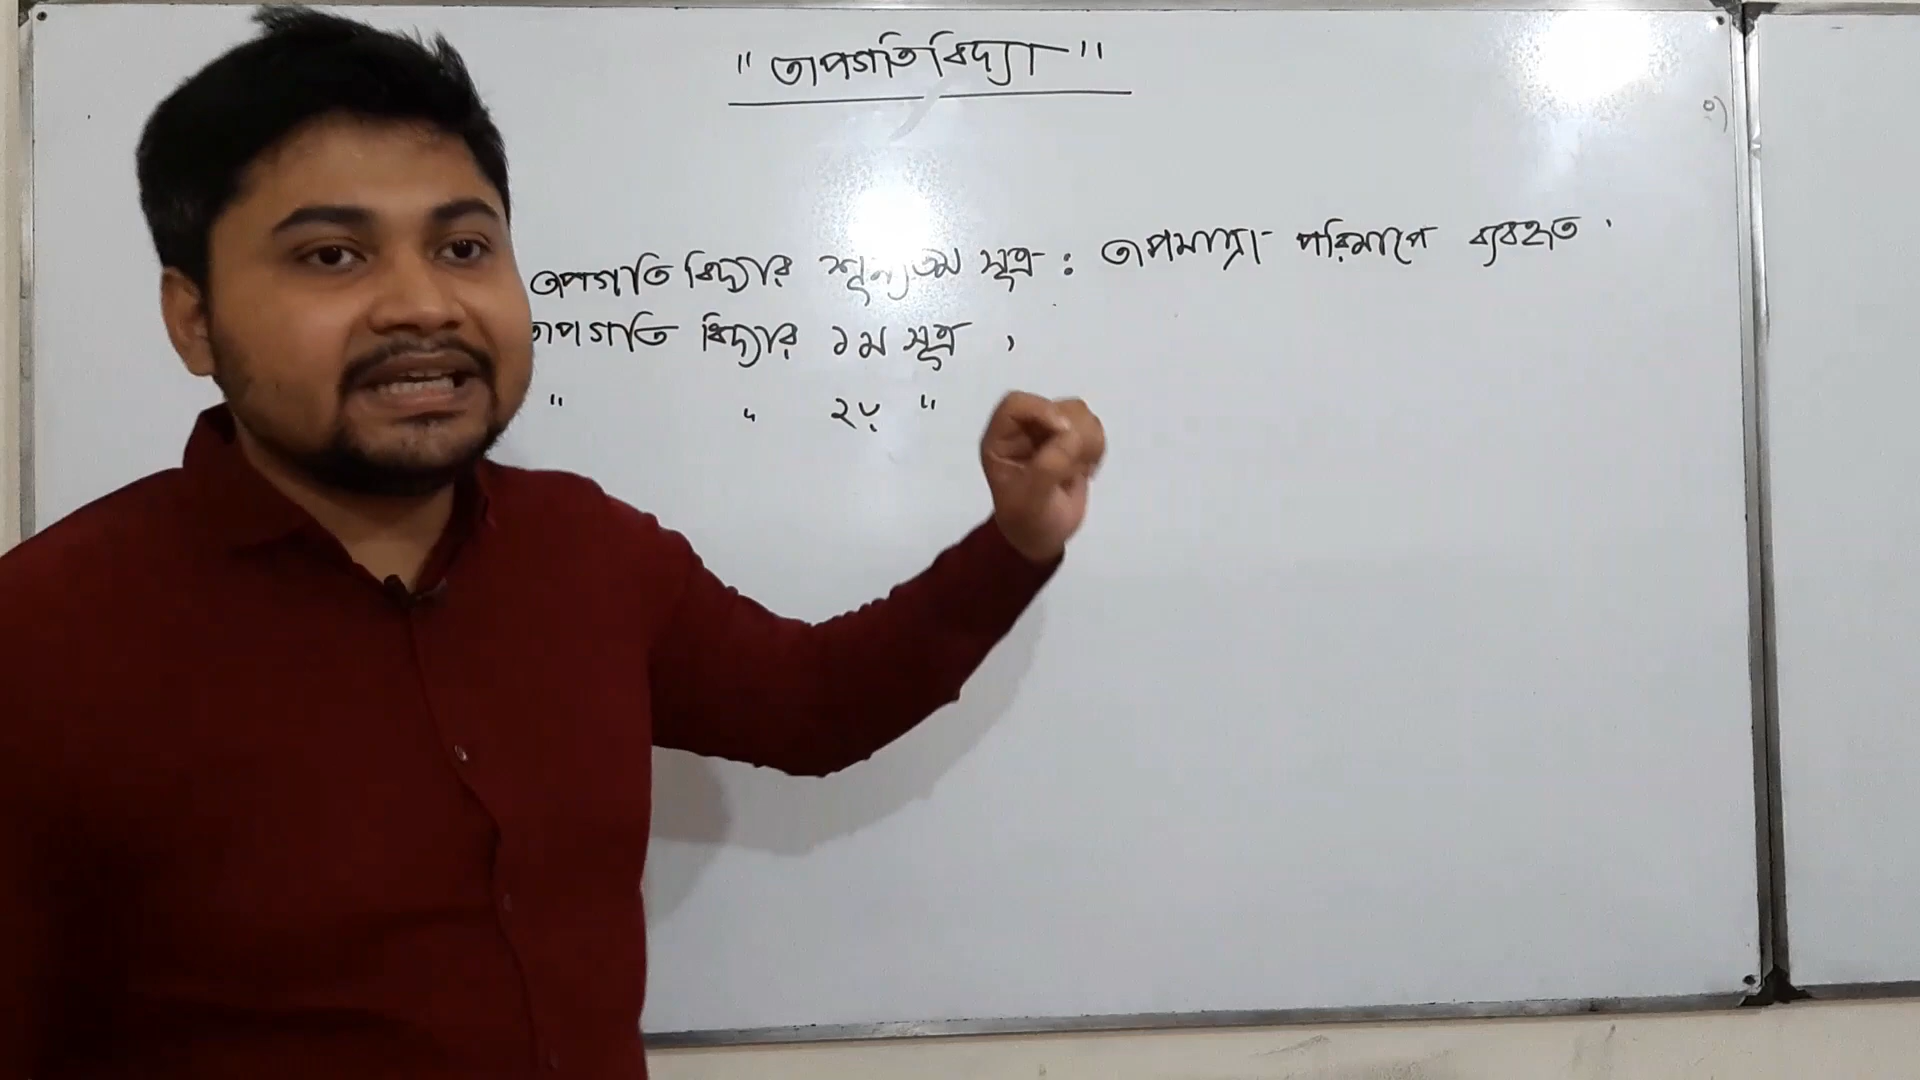 " তাপগতিবিদ্যা "
তাপগতি বিদ্যার শূন্যতম সূত্র : তাপমাত্রা পরিমাপে ব্যবহৃত .
তাপগতি বিদ্যার ১ম সূত্র ,
" " ২য় "